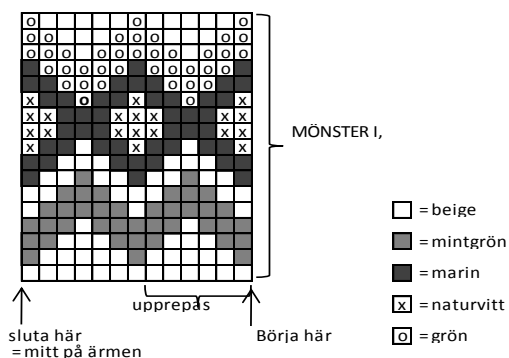 MÖNSTER I,
= beige
= mintgrön
= marin
x = naturvitt
o = grön
upprepas
sluta här
= mitt på ärmen
Börja här